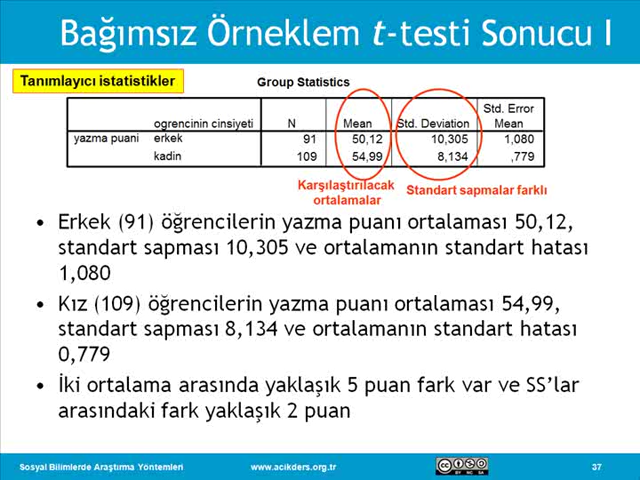 Bağımsız Örneklem t-testi Sonucu I
Tanımlayıcı istatistikler
Group Statistics
ogrencinin cinsiyeti N Mean Std. Deviation Std. Error Mean
yazma puani erkek 91 50,12 10,305 1,080
kadin 109 54,99 8,134 ,779
Karşılaştırılacak ortalamalar
Standart sapmalar farklı
• Erkek (91) öğrencilerin yazma puanı ortalaması 50,12,
standart sapması 10,305 ve ortalamanın standart hatası
1,080
• Kız (109) öğrencilerin yazma puanı ortalaması 54,99,
standart sapması 8,134 ve ortalamanın standart hatası
0,779
• İki ortalama arasında yaklaşık 5 puan fark var ve SS’lar
arasındaki fark yaklaşık 2 puan
Sosyal Bilimlerde Araştırma Yöntemleri www.acikders.org.tr cc BY NC SA 37